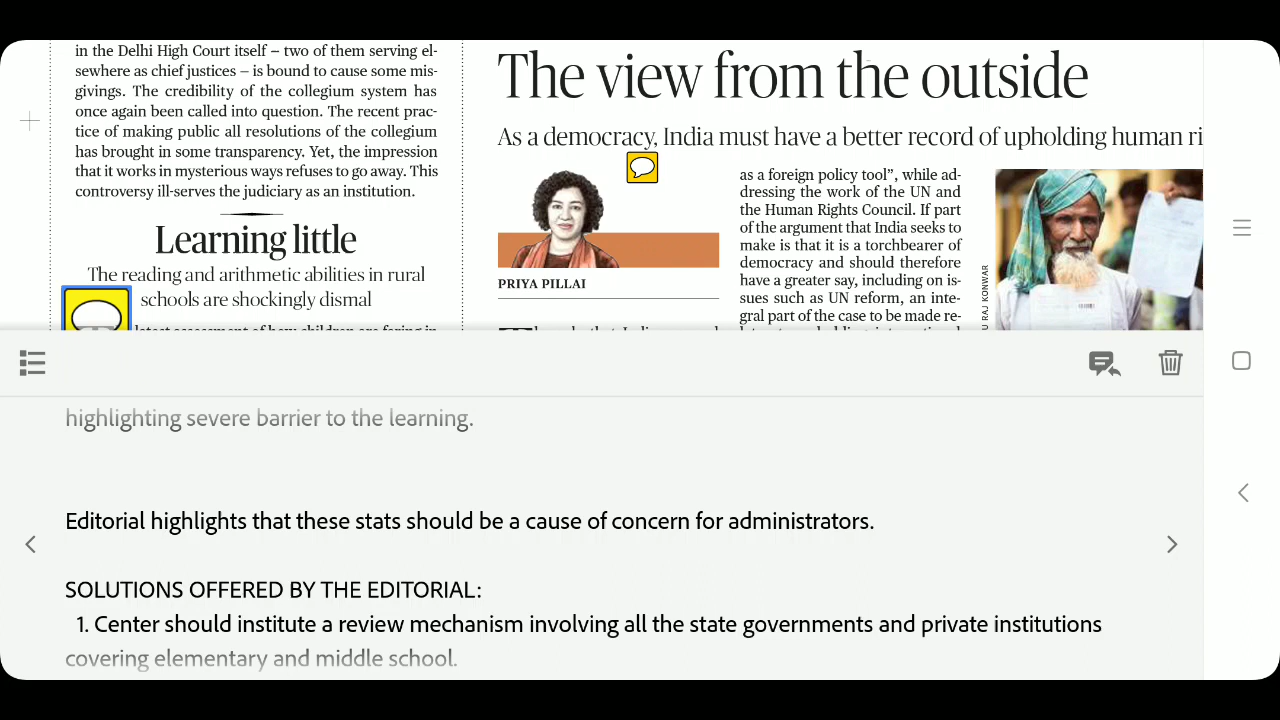 in the Delhi High Court itself – two of them serving el-
sewhere as chief justices – is bound to cause some mis-
givings. The credibility of the collegium system has
once again been called into question. The recent prac-
tice of making public all resolutions of the collegium
has brought in some transparency. Yet, the impression
that it works in mysterious ways refuses to go away. This
controversy ill-serves the judiciary as an institution.
Learning little
The reading and arithmetic abilities in rural
schools are shockingly dismal
latest assessment of how children are faring in
The view from the outside
As a democracy, India must have a better record of upholding human ri
PRIYA PILLAI
as a foreign policy tool”, while ad-
dressing the work of the UN and
the Human Rights Council. If part
of the argument that India seeks to
make is that it is a torchbearer of
democracy and should therefore
have a greater say, including on is-
sues such as UN reform, an inte-
gral part of the case to be made re-
U RAJ KONWAR
highlighting severe barrier to the learning.
Editorial highlights that these stats should be a cause of concern for administrators.
SOLUTIONS OFFERED BY THE EDITORIAL:
1. Center should institute a review mechanism involving all the state governments and private institutions
covering elementary and middle school.